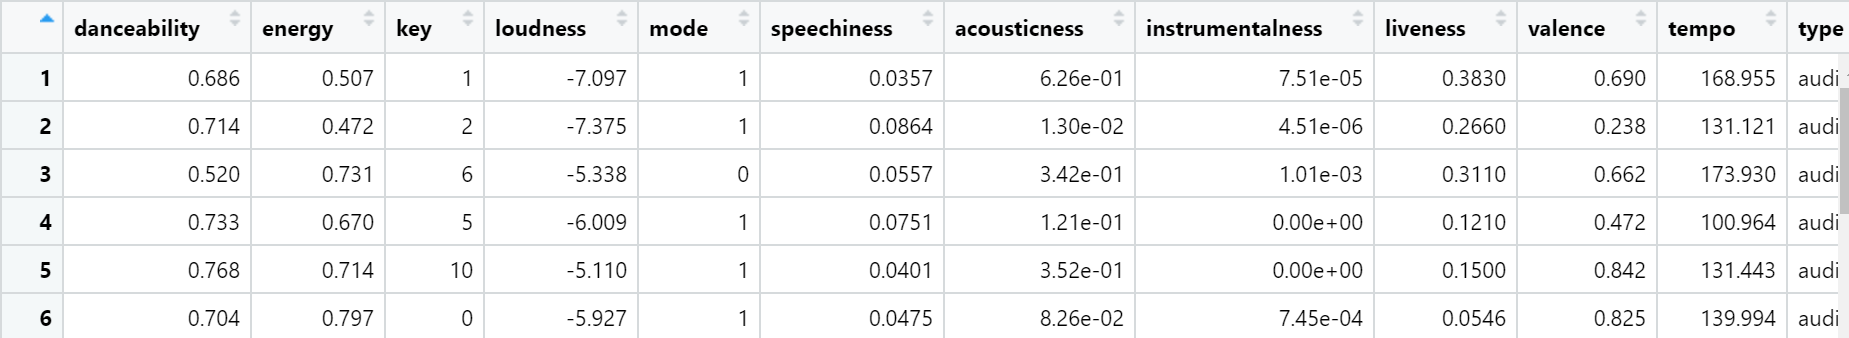 danceability energy key loudness mode speechiness acousticness instrumentalness liveness valence tempo type
1 0.686 0.507 1 -7.097 1 0.0357 6.26e-01 7.51e-05 0.3830 0.690 168.955 audi
2 0.714 0.472 2 -7.375 1 0.0864 1.30e-02 4.51e-06 0.2660 0.238 131.121 audi
3 0.520 0.731 6 -5.338 0 0.0557 3.42e-01 1.01e-03 0.3110 0.662 173.930 audi
4 0.733 0.670 5 -6.009 1 0.0751 1.21e-01 0.00e+00 0.1210 0.472 100.964 audi
5 0.768 0.714 10 -5.110 1 0.0401 3.52e-01 0.00e+00 0.1500 0.842 131.443 audi
6 0.704 0.797 0 -5.927 1 0.0475 8.26e-02 7.45e-04 0.0546 0.825 139.994 audi